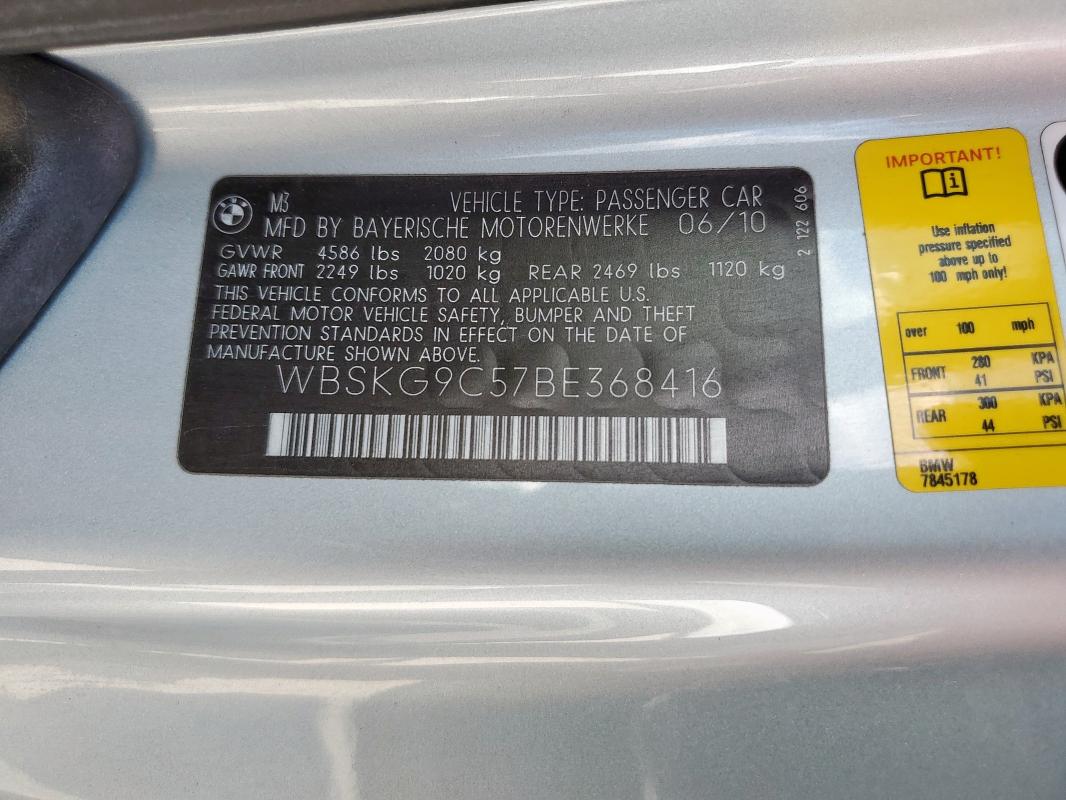 BMW
M3 VEHICLE TYPE: PASSENGER CAR
MFD BY BAYERISCHE MOTORENWERKE 06/10
GVWR 4586 lbs 2080 kg
GAWR FRONT 2249 lbs 1020 kg REAR 2469 lbs 1120 kg
THIS VEHICLE CONFORMS TO ALL APPLICABLE U.S.
FEDERAL MOTOR VEHICLE SAFETY, BUMPER AND THEFT
PREVENTION STANDARDS IN EFFECT ON THE DATE OF
MANUFACTURE SHOWN ABOVE.
WBSKG9C57BE368416
2 122 606
IMPORTANT!
i
Use inflation
pressure specified
above up to
100 mph only!
over 100 mph
FRONT 280 KPA
41 PSI
REAR 300 KPA
44 PSI
BMW
7845178